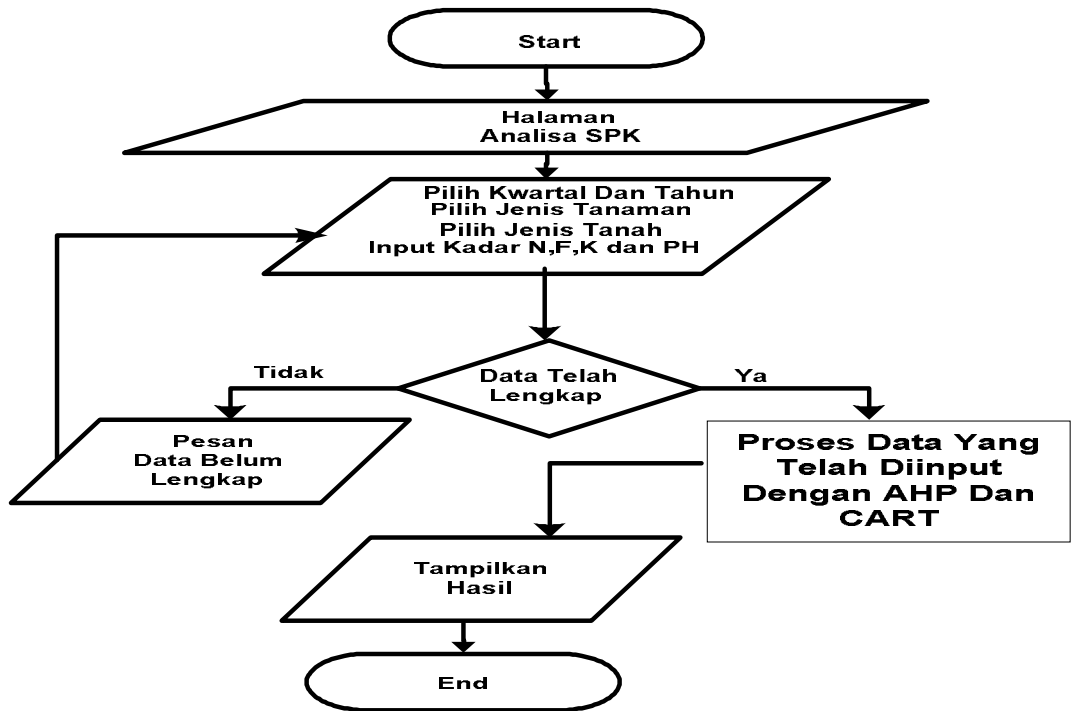 Start
Halaman
Analisa SPK
Pilih Kwartal Dan Tahun
Pilih Jenis Tanaman
Pilih Jenis Tanah
Input Kadar N,F,K dan PH
Data Telah
Lengkap
Tidak
Ya
Pesan
Data Belum
Lengkap
Proses Data Yang
Telah Diinput
Dengan AHP Dan
CART
Tampilkan
Hasil
End